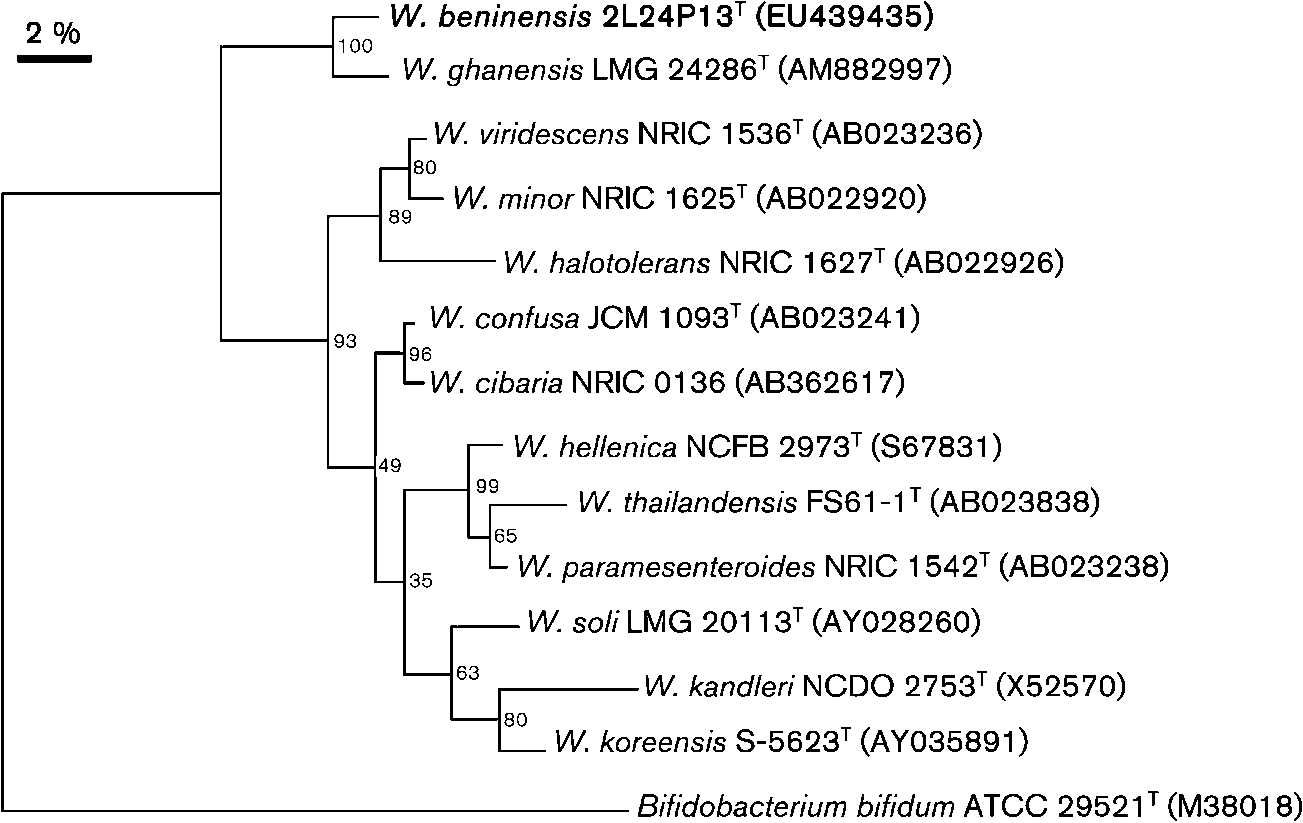 2 %
W. beninensis 2L24P13ᵀ (EU439435)
100
W. ghanensis LMG 24286ᵀ (AM882997)
W. viridescens NRIC 1536ᵀ (AB023236)
80
W. minor NRIC 1625ᵀ (AB022920)
89
W. halotolerans NRIC 1627ᵀ (AB022926)
W. confusa JCM 1093ᵀ (AB023241)
93
96
W. cibaria NRIC 0136 (AB362617)
W. hellenica NCFB 2973ᵀ (S67831)
49
99
W. thailandensis FS61-1ᵀ (AB023838)
65
W. paramesenteroides NRIC 1542ᵀ (AB023238)
35
W. soli LMG 20113ᵀ (AY028260)
63
W. kandleri NCDO 2753ᵀ (X52570)
80
W. koreensis S-5623ᵀ (AY035891)
Bifidobacterium bifidum ATCC 29521ᵀ (M38018)